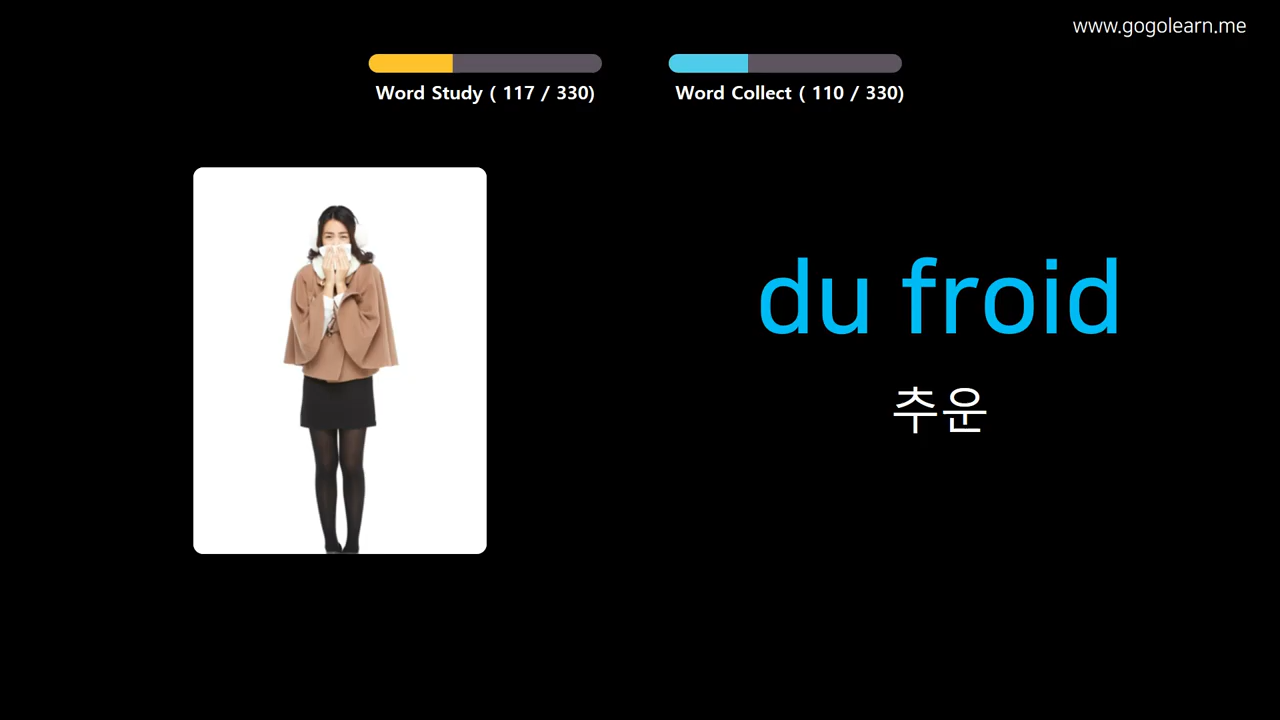 www.gogolearn.me
Word Study ( 117 / 330)
Word Collect ( 110 / 330)
du froid
추운